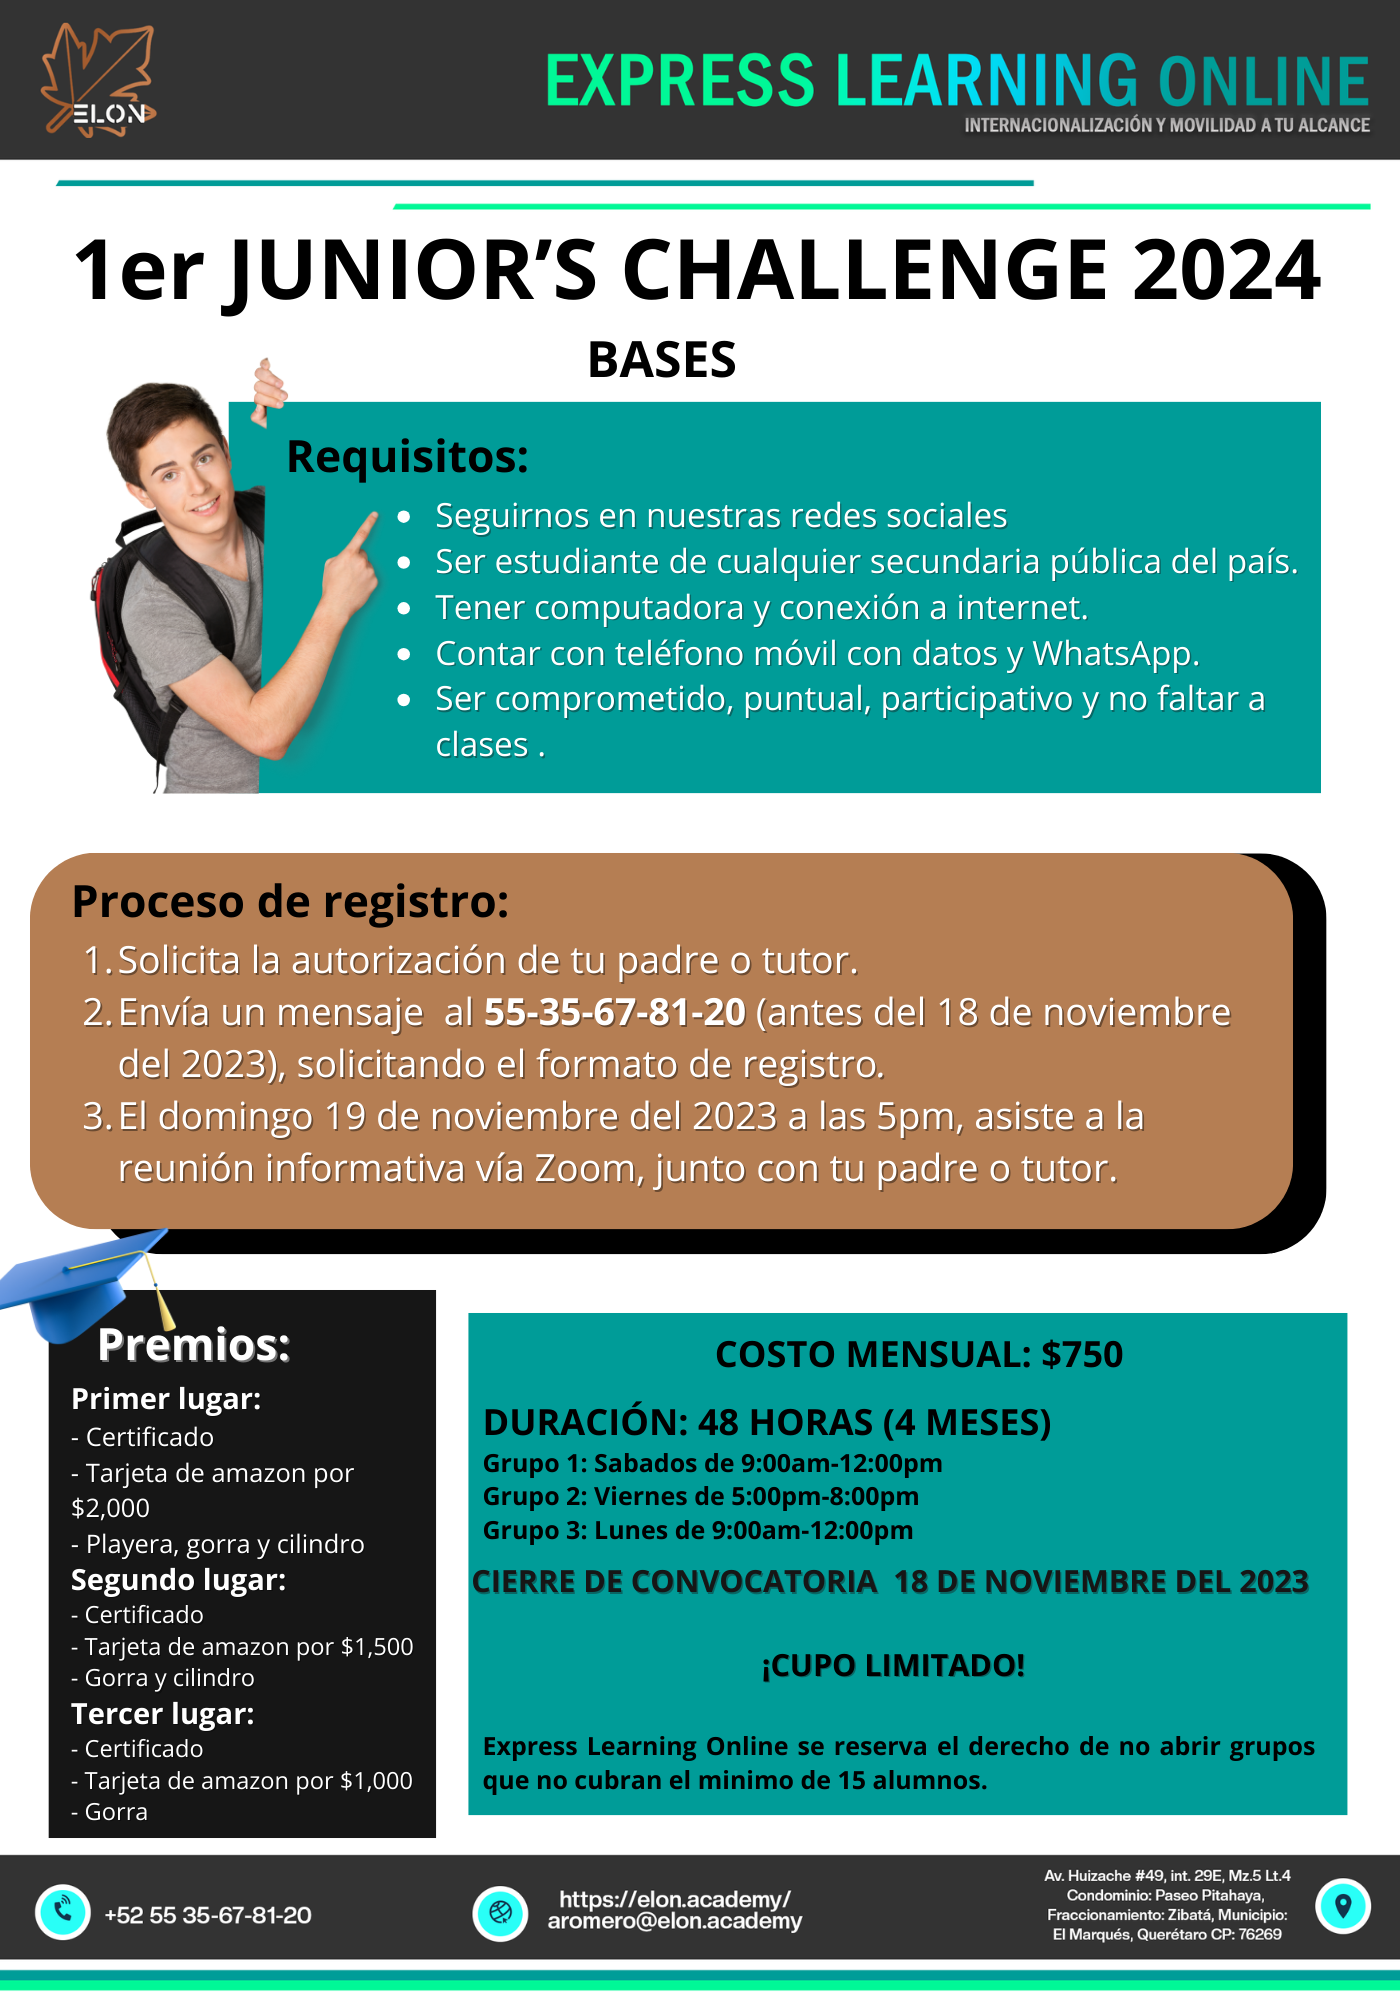 ELON
EXPRESS LEARNING ONLINE
INTERNACIONALIZACIÓN Y MOVILIDAD A TU ALCANCE
1er JUNIOR’S CHALLENGE 2024
BASES
Requisitos:
• Seguirnos en nuestras redes sociales
• Ser estudiante de cualquier secundaria pública del país.
• Tener computadora y conexión a internet.
• Contar con teléfono móvil con datos y WhatsApp.
• Ser comprometido, puntual, participativo y no faltar a
clases .
Proceso de registro:
1. Solicita la autorización de tu padre o tutor.
2. Envía un mensaje  al 55-35-67-81-20 (antes del 18 de noviembre
del 2023), solicitando el formato de registro.
3. El domingo 19 de noviembre del 2023 a las 5pm, asiste a la
reunión informativa vía Zoom, junto con tu padre o tutor.
Premios:
Primer lugar:
- Certificado
- Tarjeta de amazon por
$2,000
- Playera, gorra y cilindro
Segundo lugar:
- Certificado
- Tarjeta de amazon por $1,500
- Gorra y cilindro
Tercer lugar:
- Certificado
- Tarjeta de amazon por $1,000
- Gorra
COSTO MENSUAL: $750
DURACIÓN: 48 HORAS (4 MESES)
Grupo 1: Sabados de 9:00am-12:00pm
Grupo 2: Viernes de 5:00pm-8:00pm
Grupo 3: Lunes de 9:00am-12:00pm
CIERRE DE CONVOCATORIA  18 DE NOVIEMBRE DEL 2023
¡CUPO LIMITADO!
Express Learning Online se reserva el derecho de no abrir grupos
que no cubran el minimo de 15 alumnos.
+52 55 35-67-81-20
https://elon.academy/
aromero@elon.academy
Av. Huizache #49, int. 29E, Mz.5 Lt.4
Condominio: Paseo Pitahaya,
Fraccionamiento: Zibatá, Municipio:
El Marqués, Querétaro CP: 76269